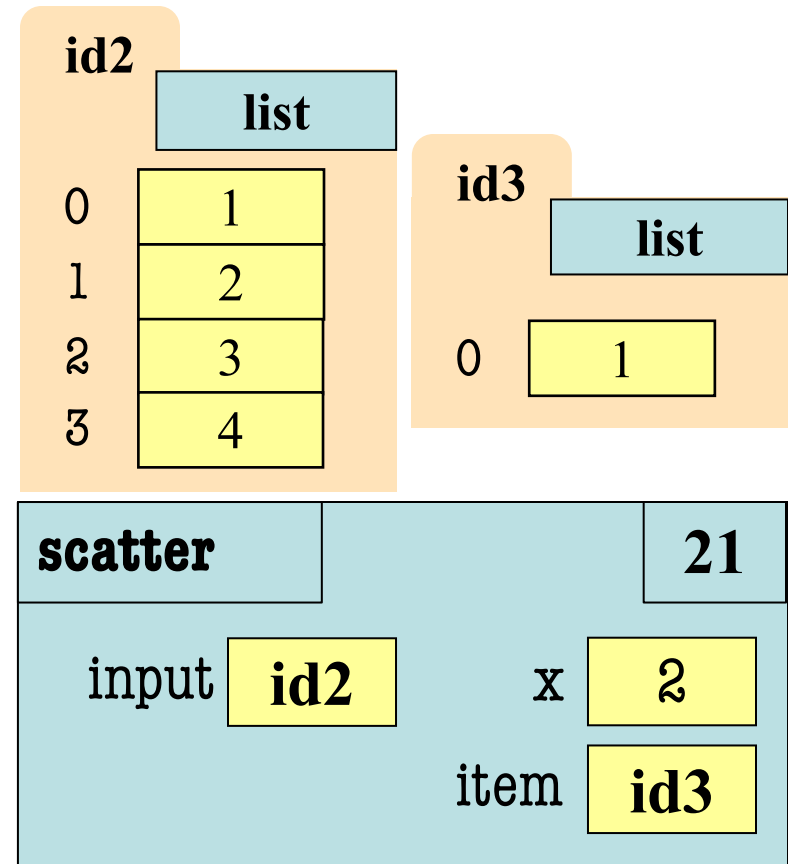 id2
list
0 1
1 2
2 3
3 4
id3
list
0 1
scatter 21
input id2 x 2
item id3